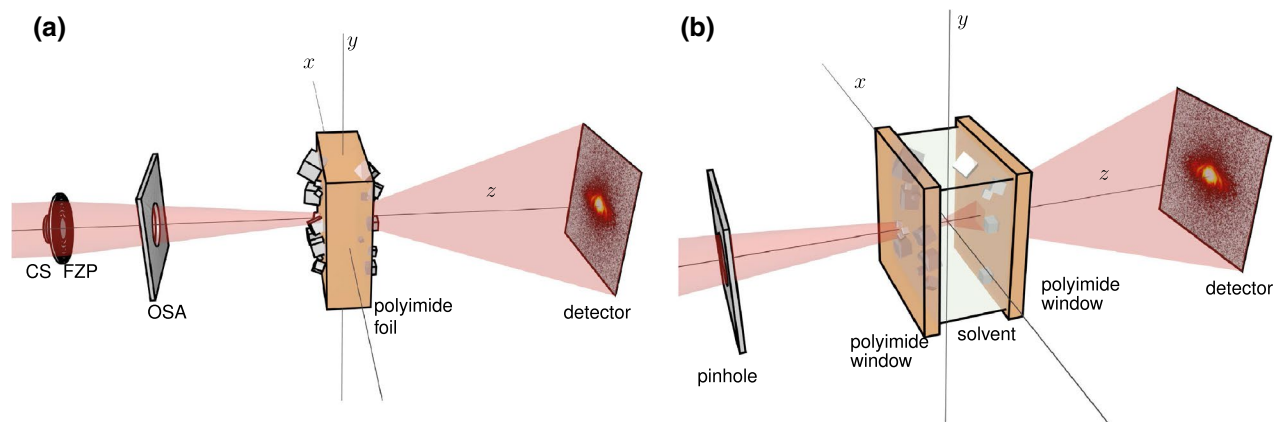 (a)
y
x
z
CS FZP
OSA
polyimide
foil
detector
(b)
y
x
z
pinhole
polyimide
window
solvent
polyimide
window
detector